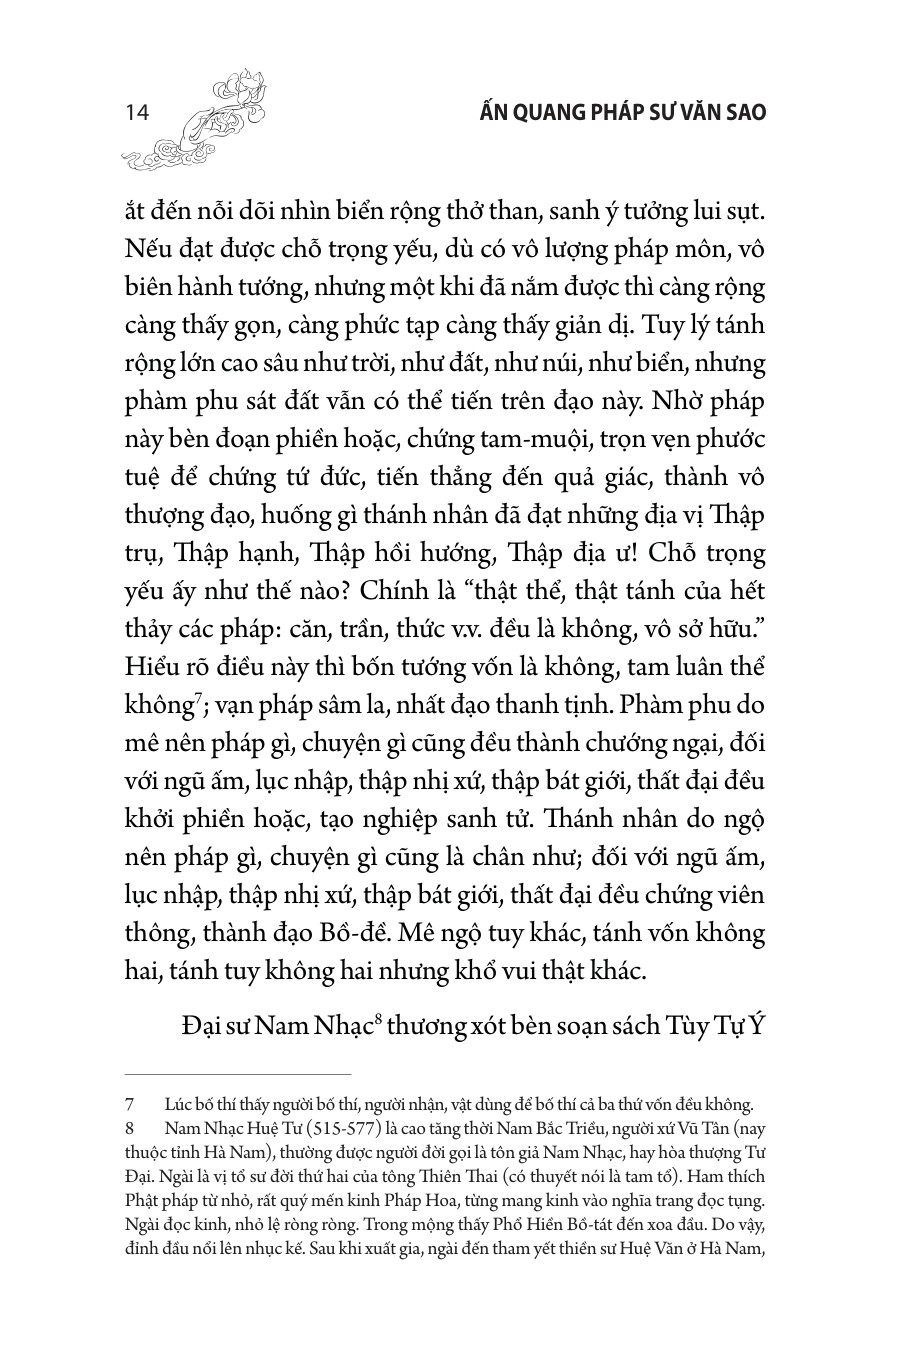 14
ẤN QUANG PHÁP SƯ VĂN SAO
ắt đến nỗi dõi nhìn biển rộng thở than, sanh ý tưởng lui sụt.
Nếu đạt được chỗ trọng yếu, dù có vô lượng pháp môn, vô
biên hành tướng, nhưng một khi đã nắm được thì càng rộng
càng thấy gọn, càng phức tạp càng thấy giản dị. Tuy lý tánh
rộng lớn cao sâu như trời, như đất, như núi, như biển, nhưng
phàm phu sát đất vẫn có thể tiến trên đạo này. Nhờ pháp
này bèn đoạn phiền hoặc, chứng tam-muội, trọn vẹn phước
tuệ để chứng tứ đức, tiến thẳng đến quả giác, thành vô
thượng đạo, huống gì thánh nhân đã đạt những địa vị Thập
trụ, Thập hạnh, Thập hồi hướng, Thập địa ư! Chỗ trọng
yếu ấy như thế nào? Chính là “thật thể, thật tánh của hết
thảy các pháp: căn, trần, thức v.v. đều là không, vô sở hữu.”
Hiểu rõ điều này thì bốn tướng vốn là không, tam luân thể
không7; vạn pháp sâm la, nhất đạo thanh tịnh. Phàm phu do
mê nên pháp gì, chuyện gì cũng đều thành chướng ngại, đối
với ngũ ấm, lục nhập, thập nhị xứ, thập bát giới, thất đại đều
khởi phiền hoặc, tạo nghiệp sanh tử. Thánh nhân do ngộ
nên pháp gì, chuyện gì cũng là chân như; đối với ngũ ấm,
lục nhập, thập nhị xứ, thập bát giới, thất đại đều chứng viên
thông, thành đạo Bồ-đề. Mê ngộ tuy khác, tánh vốn không
hai, tánh tuy không hai nhưng khổ vui thật khác.
Đại sư Nam Nhạc8 thương xót bèn soạn sách Tùy Tự Ý
7 Lúc bố thí thấy người bố thí, người nhận, vật dùng để bố thí cả ba thứ vốn đều không.
8 Nam Nhạc Huệ Tư (515-577) là cao tăng thời Nam Bắc Triều, người xứ Vũ Tân (nay
thuộc tỉnh Hà Nam), thường được người đời gọi là tôn giả Nam Nhạc, hay hòa thượng Tư
Đại. Ngài là vị tổ sư đời thứ hai của tông Thiên Thai (có thuyết nói là tam tổ). Ham thích
Phật pháp từ nhỏ, rất quý mến kinh Pháp Hoa, từng mang kinh vào nghĩa trang đọc tụng.
Ngài đọc kinh, nhỏ lệ ròng ròng. Trong mộng thấy Phổ Hiền Bồ-tát đến xoa đầu. Do vậy,
đỉnh đầu nổi lên nhục kế. Sau khi xuất gia, ngài đến tham yết thiền sư Huệ Văn ở Hà Nam,